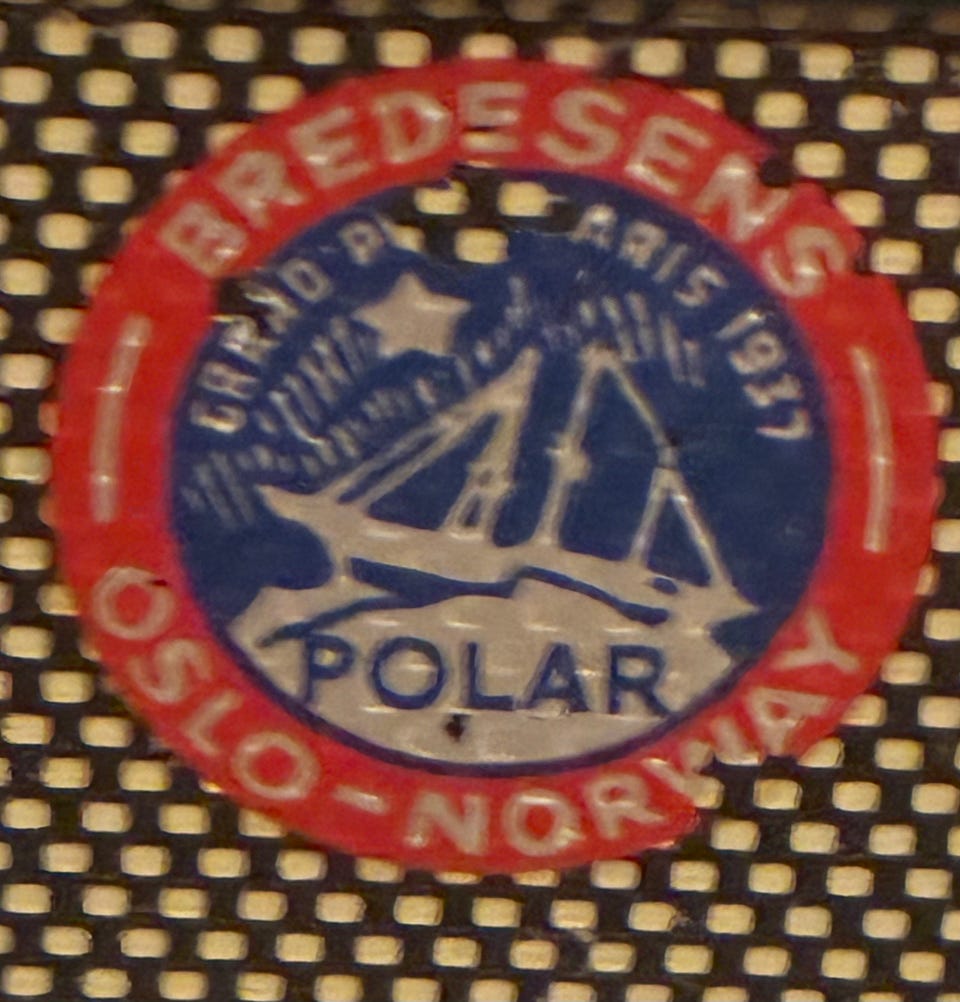 BREDESENS
GRAND P ARIS 1937
POLAR
OSLO-NORWAY